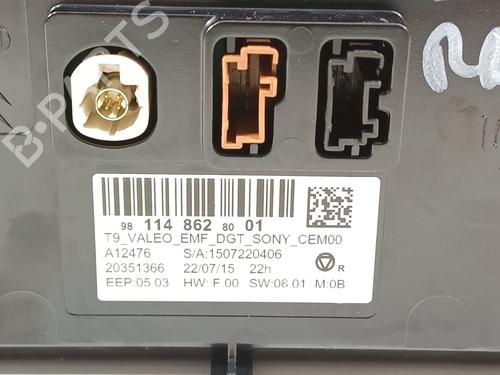 B-PARTS
98 114 862 80 01
T9_VALEO_EMF_DGT_SONY_CEM00
A12476 S/A:1507220406
20351366 22/07/15 22h
R
EEP:05.03 HW: F.00 SW:08.01 M:0B